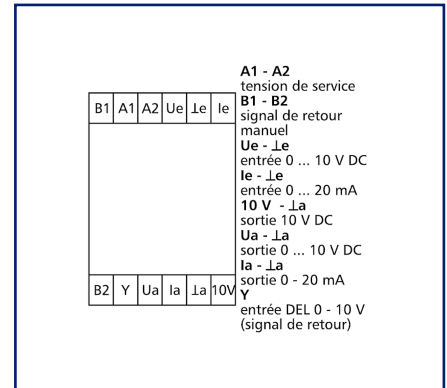 B1 A1 A2 Ue ⊥e Ie
A1 - A2
tension de service
B1 - B2
signal de retour
manuel
Ue - ⊥e
entrée 0 ... 10 V DC
Ie - ⊥e
entrée 0 ... 20 mA
10 V - ⊥a
sortie 10 V DC
Ua - ⊥a
sortie 0 ... 10 V DC
Ia - ⊥a
sortie 0 - 20 mA
Y
entrée DEL 0 - 10 V
(signal de retour)
B2 Y Ua Ia ⊥a 10V